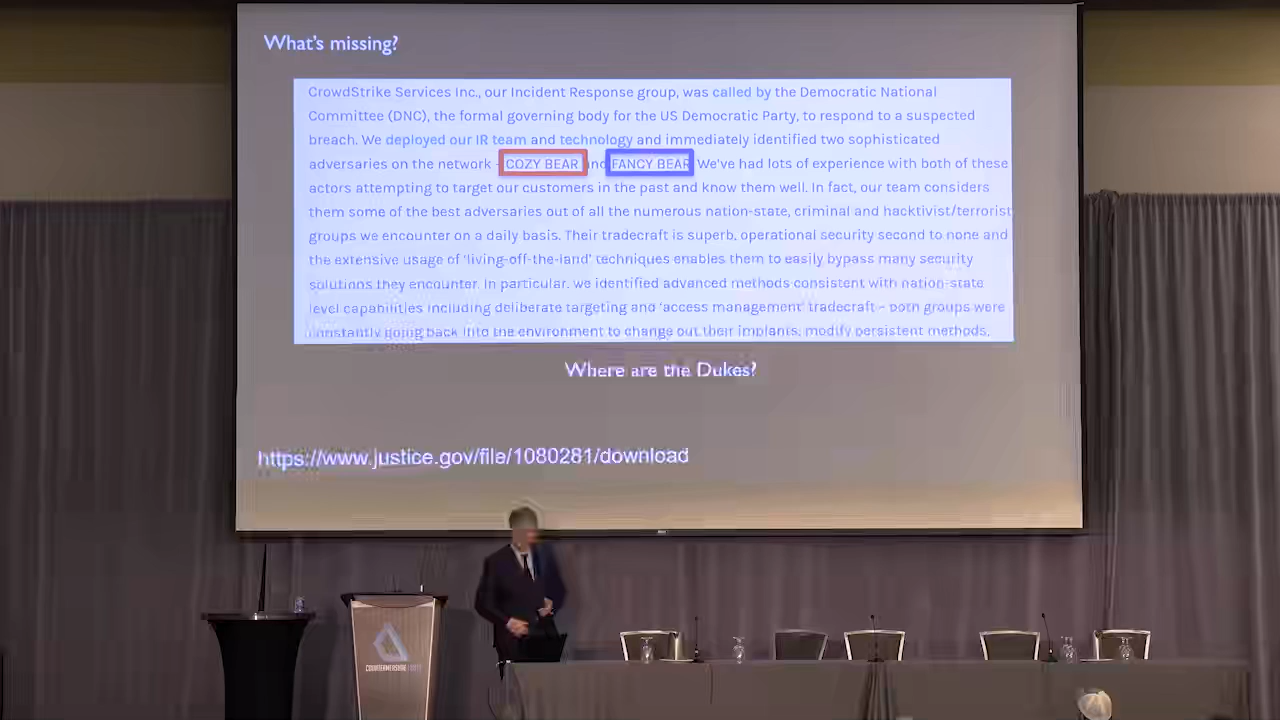 What's missing?
CrowdStrike Services Inc., our Incident Response group, was called by the Democratic National
Committee (DNC), the formal governing body for the US Democratic Party, to respond to a suspected
breach. We deployed our IR team and technology and immediately identified two sophisticated
adversaries on the network - COZY BEAR and FANCY BEAR We've had lots of experience with both of these
actors attempting to target our customers in the past and know them well. In fact, our team considers
them some of the best adversaries out of all the numerous nation-state, criminal and hacktivist/terrorist
groups we encounter on a daily basis. Their tradecraft is superb, operational security second to none and
the extensive usage of 'living-off-the-land' techniques enables them to easily bypass many security
solutions they encounter. In particular, we identified advanced methods consistent with nation-state
level capabilities including deliberate targeting and 'access management' tradecraft – both groups were
constantly going back into the environment to change out their implants, modify persistent methods,
Where are the Dukes?
https://www.justice.gov/file/1080281/download
COUNTERMEASURE